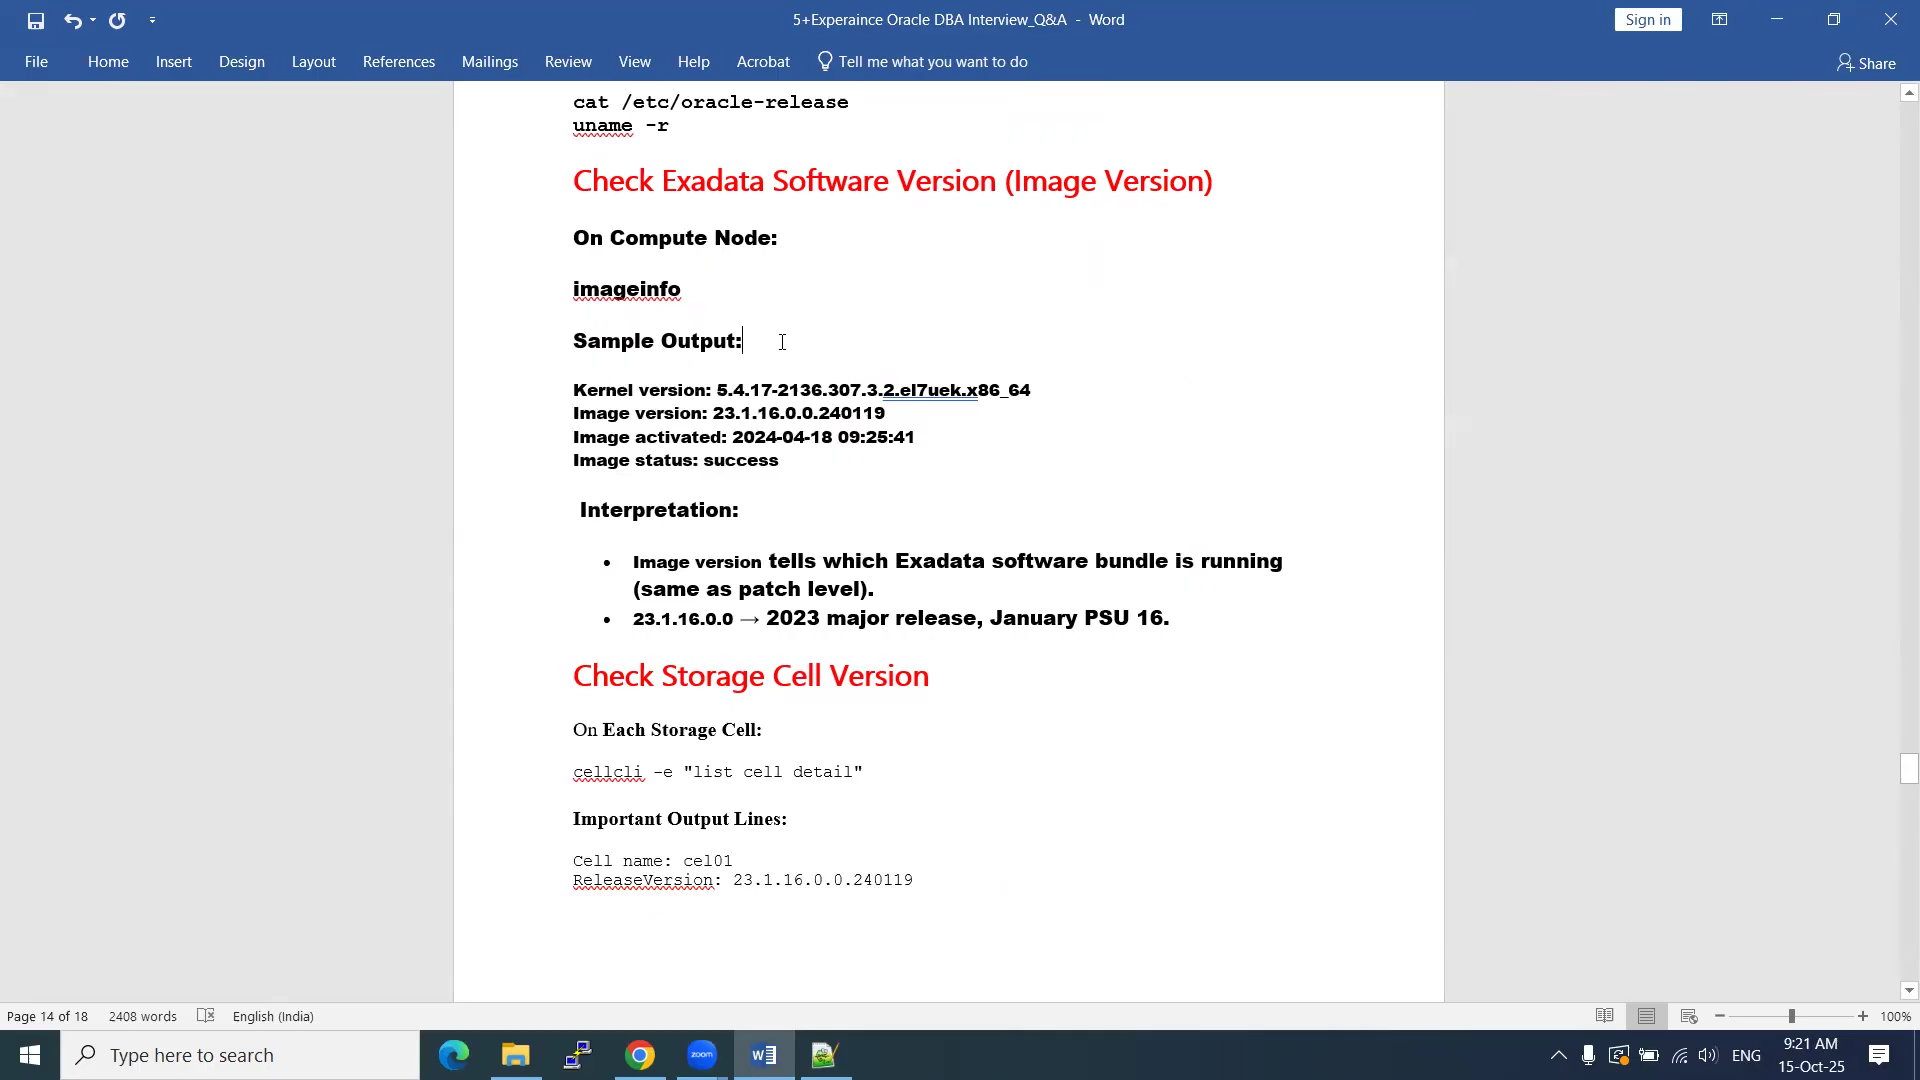 5+Experaince Oracle DBA Interview_Q&A - Word
Sign in
File Home Insert Design Layout References Mailings Review View Help Acrobat Tell me what you want to do
Share
cat /etc/oracle-release
uname -r
Check Exadata Software Version (Image Version)
On Compute Node:
imageinfo
Sample Output:
Kernel version: 5.4.17-2136.307.3.2.el7uek.x86_64
Image version: 23.1.16.0.0.240119
Image activated: 2024-04-18 09:25:41
Image status: success
Interpretation:
• Image version tells which Exadata software bundle is running
(same as patch level).
• 23.1.16.0.0 → 2023 major release, January PSU 16.
Check Storage Cell Version
On Each Storage Cell:
cellcli -e "list cell detail"
Important Output Lines:
Cell name: cel01
ReleaseVersion: 23.1.16.0.0.240119
Page 14 of 18 2408 words English (India)
100%
Type here to search
zoom
ENG
9:21 AM
15-Oct-25